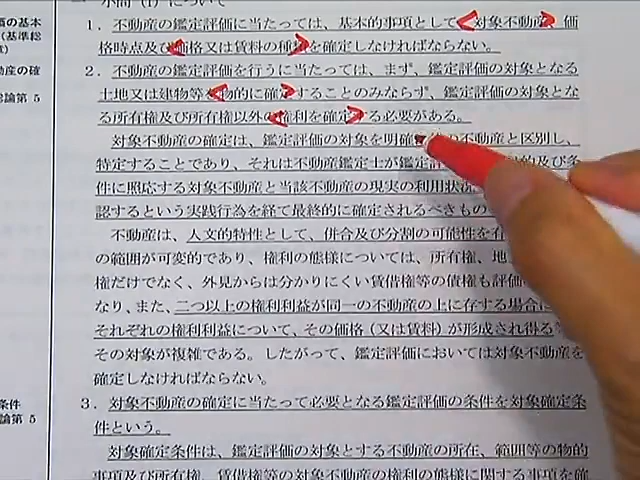 小問（1）について
1．不動産の鑑定評価に当たっては、基本的事項として 対象不動産、価
格時点及び価格又は賃料の種類を確定しなければならない。
2．不動産の鑑定評価を行うに当たっては、まず、鑑定評価の対象となる
土地又は建物等を物的に確定することのみならず、鑑定評価の対象とな
る所有権及び所有権以外の権利を確定する必要がある。
対象不動産の確定は、鑑定評価の対象を明確 の不動産と区別し、
特定することであり、それは不動産鑑定士が鑑定 的及び条
件に照応する対象不動産と当該不動産の現実の利用状況
認するという実践行為を経て最終的に確定されるべきもの
不動産は、人文的特性として、併合及び分割の可能性を有
の範囲が可変的であり、権利の態様については、所有権、地
権だけでなく、外見からは分かりにくい賃借権等の債権も評価
なり、また、二つ以上の権利利益が同一の不動産の上に存する場合に
それぞれの権利利益について、その価格（又は賃料）が形成され得る
その対象が複雑である。したがって、鑑定評価においては対象不動産
確定しなければならない。
3．対象不動産の確定に当たって必要となる鑑定評価の条件を対象確定条
件という。
対象確定条件は、鑑定評価の対象とする不動産の所在、範囲等の物的
事項及び所有権、賃借権等の対象不動産の権利の態様に関する事項を確
価の基本
（基準総
産の確
総論第5
条件
論第5